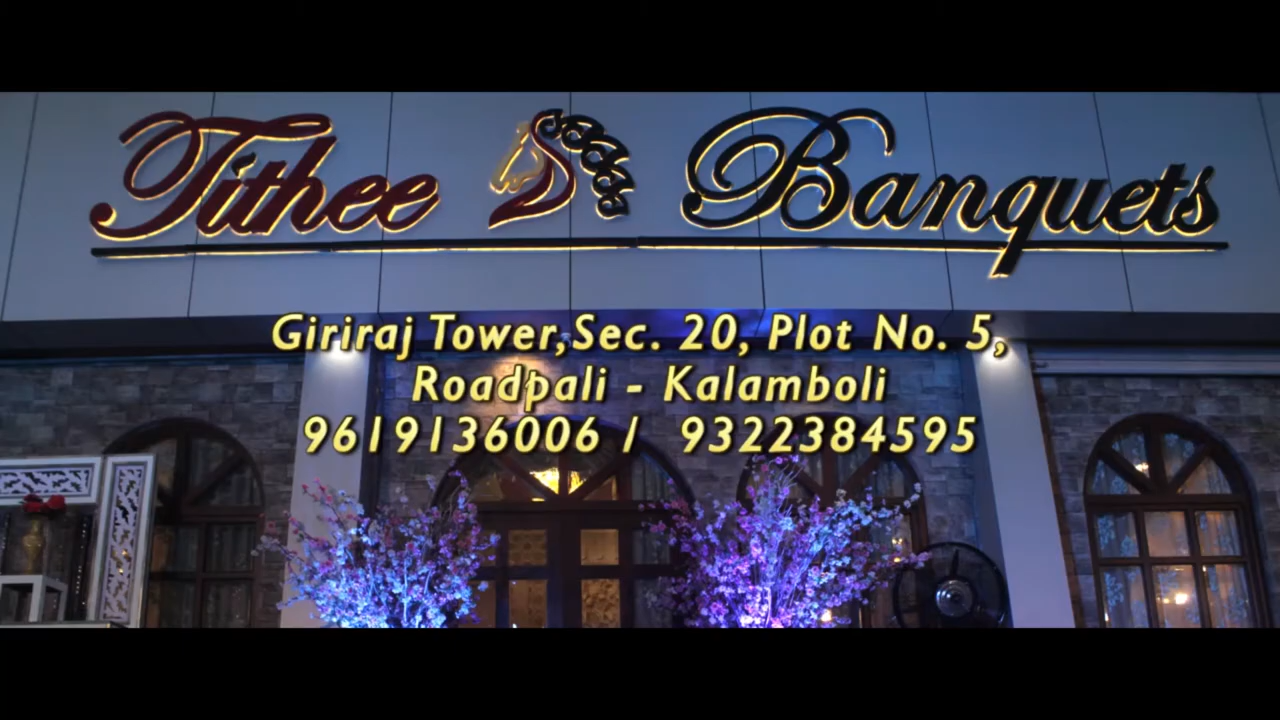 Tithee Banquets
Giriraj Tower,Sec. 20, Plot No. 5,
Roadpali - Kalamboli
9619136006 / 9322384595